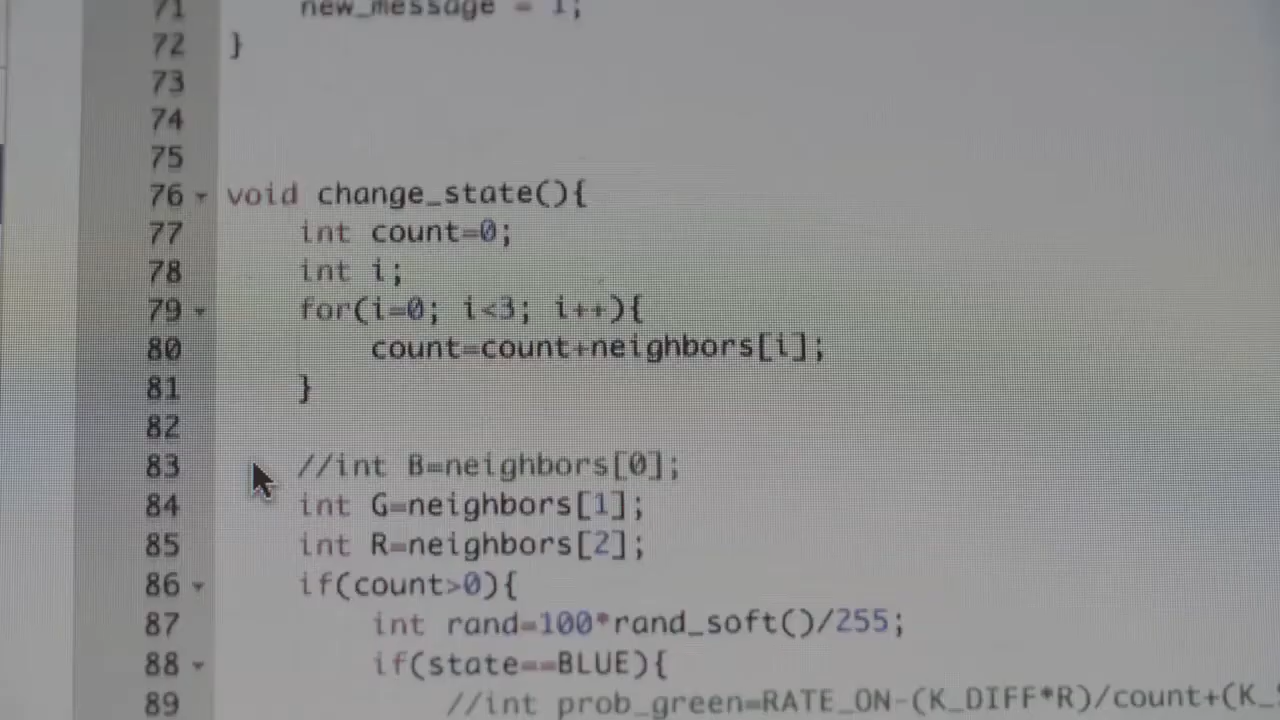 71 new_message = 1;
72 }
73
74
75
76 void change_state(){
77 int count=0;
78 int i;
79 for(i=0; i<3; i++){
80 count=count+neighbors[i];
81 }
82
83 //int B=neighbors[0];
84 int G=neighbors[1];
85 int R=neighbors[2];
86 if(count>0){
87 int rand=100*rand_soft()/255;
88 if(state==BLUE){
89 //int prob_green=RATE_ON-(K_DIFF*R)/count+(K_